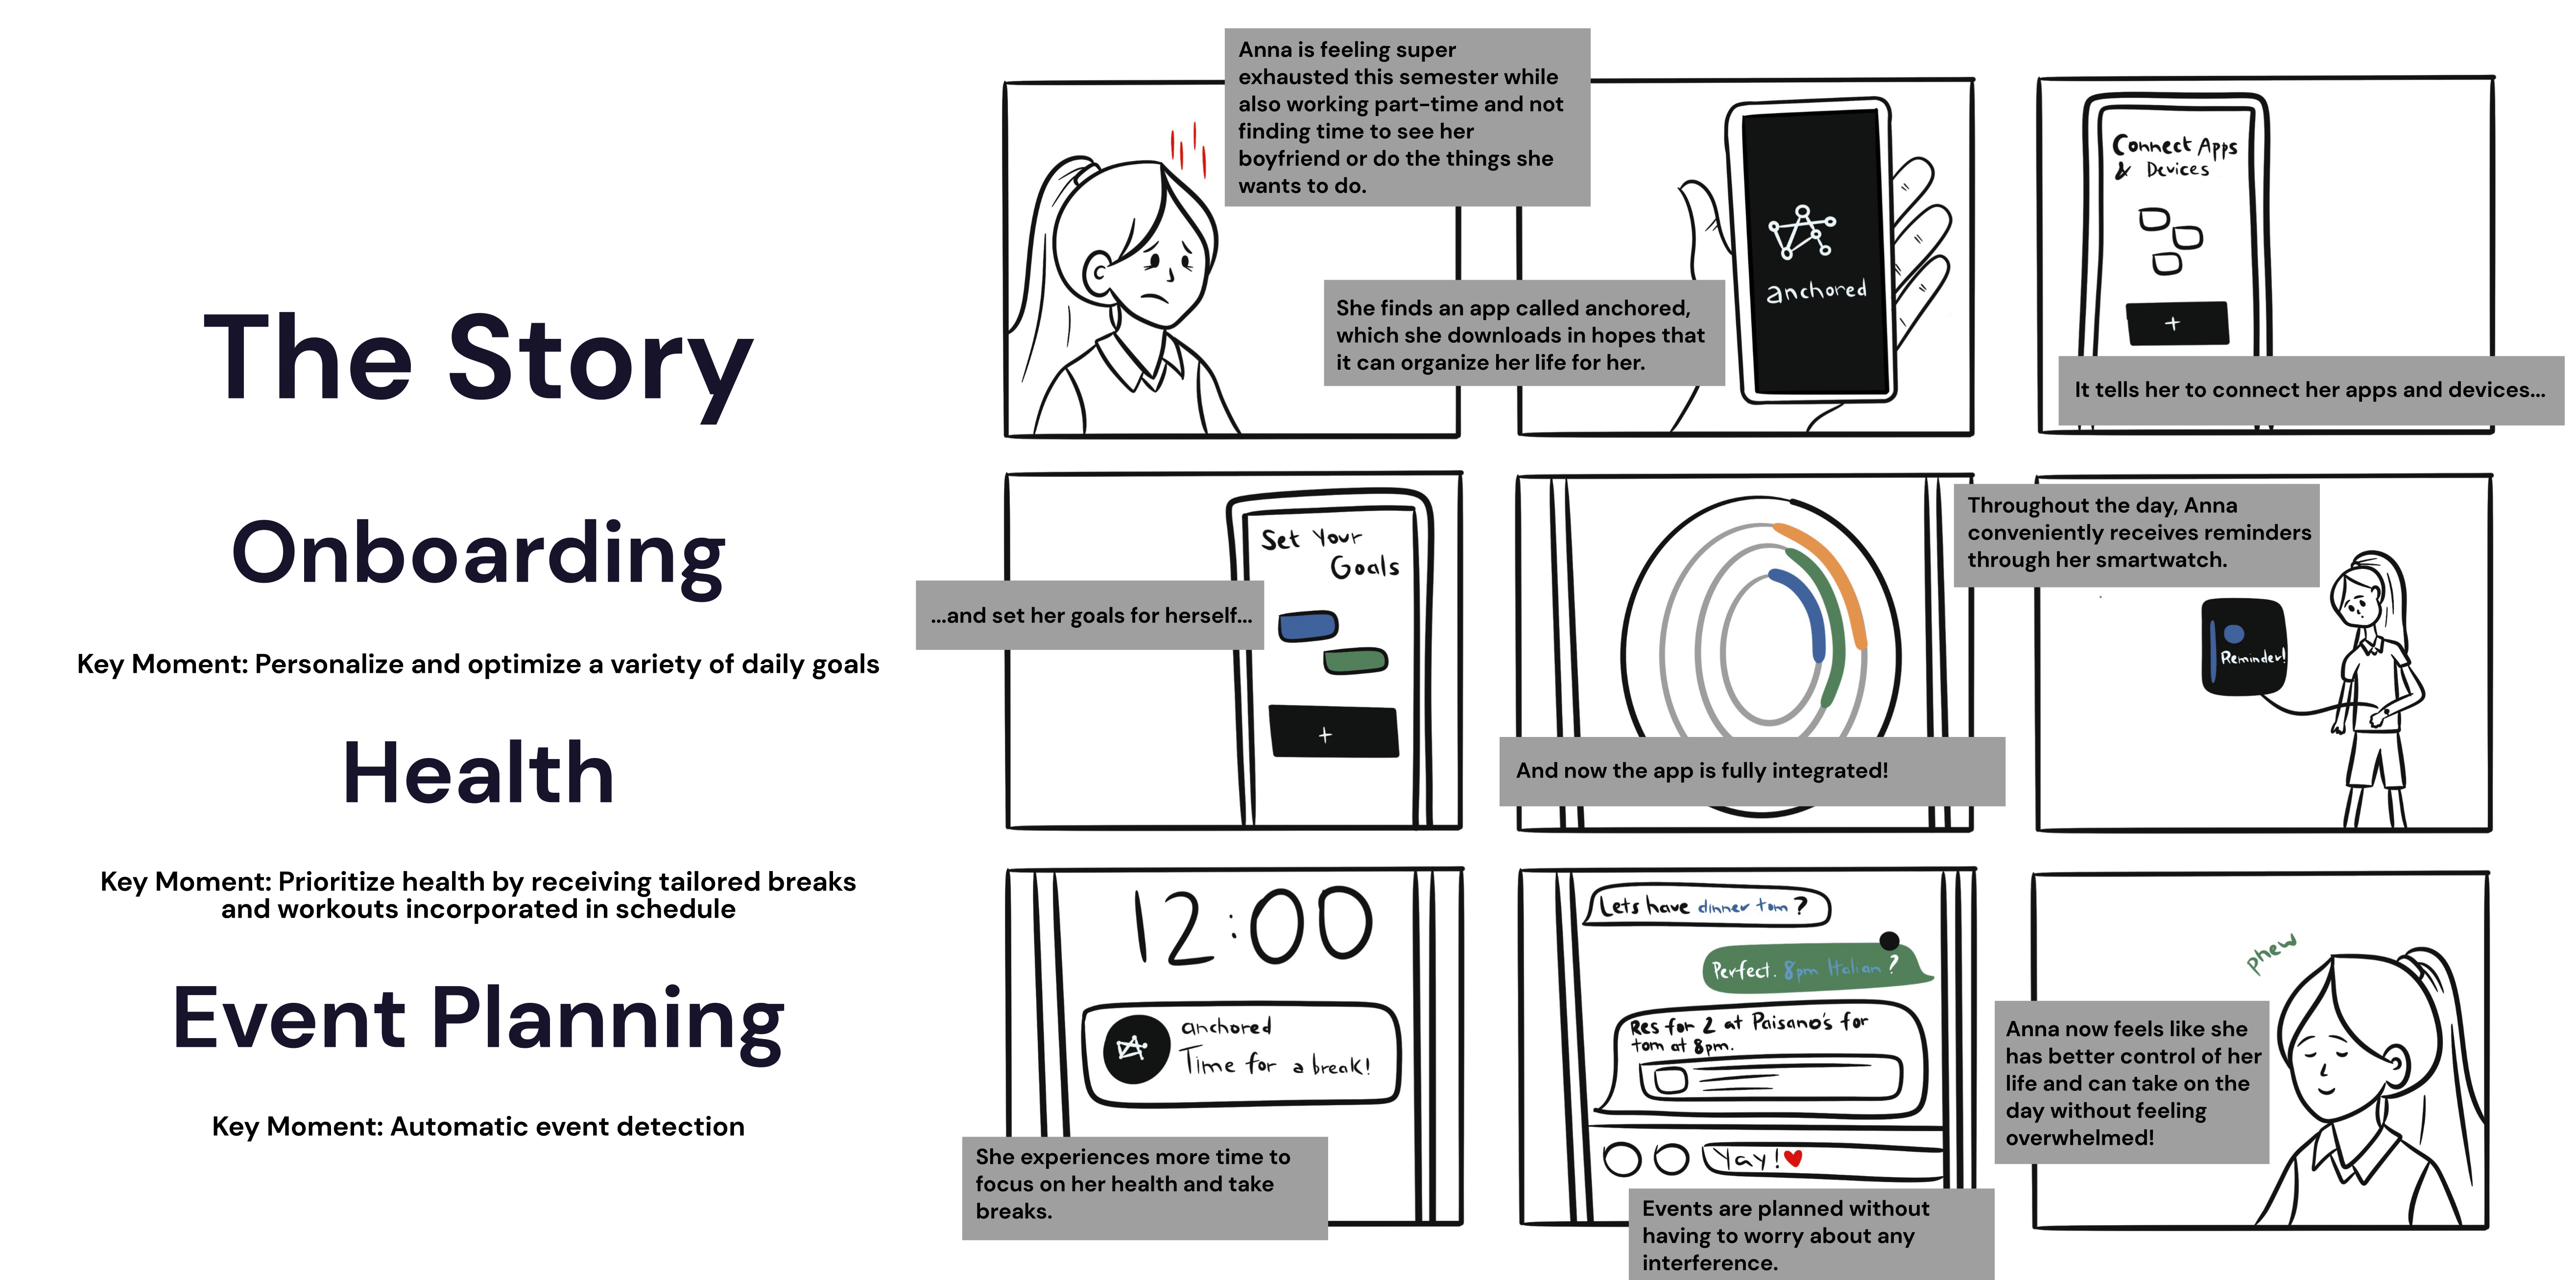 The Story
Onboarding
Key Moment: Personalize and optimize a variety of daily goals
Health
Key Moment: Prioritize health by receiving tailored breaks
and workouts incorporated in schedule
Event Planning
Key Moment: Automatic event detection
Anna is feeling super
exhausted this semester while
also working part-time and not
finding time to see her
boyfriend or do the things she
wants to do.
anchored
She finds an app called anchored,
which she downloads in hopes that
it can organize her life for her.
Connect Apps
& Devices
+
It tells her to connect her apps and devices...
Set Your
Goals
+
...and set her goals for herself...
And now the app is fully integrated!
Throughout the day, Anna
conveniently receives reminders
through her smartwatch.
Reminder!
12:00
anchored
Time for a break!
She experiences more time to
focus on her health and take
breaks.
Lets have dinner tom?
Perfect. 8pm Italian?
Res for 2 at Paisano's for
tom at 8pm.
Yay!♥
Events are planned without
having to worry about any
interference.
phew
Anna now feels like she
has better control of her
life and can take on the
day without feeling
overwhelmed!